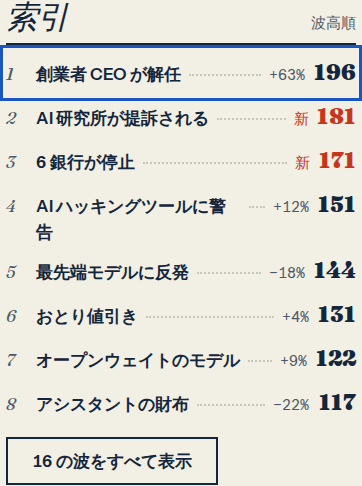 索引 波高順
1 創業者 CEO が解任 +63% 196
2 AI 研究所が提訴される 新 181
3 6 銀行が停止 新 171
4 AI ハッキングツールに警 +12% 151
告
5 最先端モデルに反発 −18% 144
6 おとり値引き +4% 131
7 オープンウェイトのモデル +9% 122
8 アシスタントの財布 −22% 117
16 の波をすべて表示